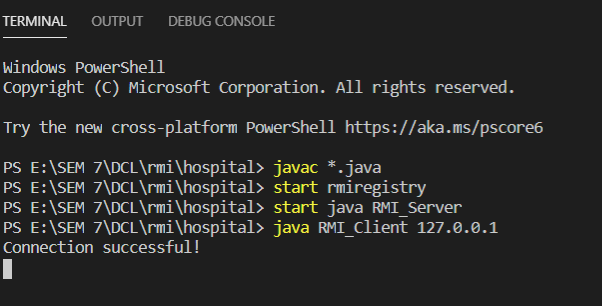 TERMINAL OUTPUT DEBUG CONSOLE
Windows PowerShell
Copyright (C) Microsoft Corporation. All rights reserved.
Try the new cross-platform PowerShell https://aka.ms/pscore6
PS E:\SEM 7\DCL\rmi\hospital> javac *.java
PS E:\SEM 7\DCL\rmi\hospital> start rmiregistry
PS E:\SEM 7\DCL\rmi\hospital> start java RMI_Server
PS E:\SEM 7\DCL\rmi\hospital> java RMI_Client 127.0.0.1
Connection successful!